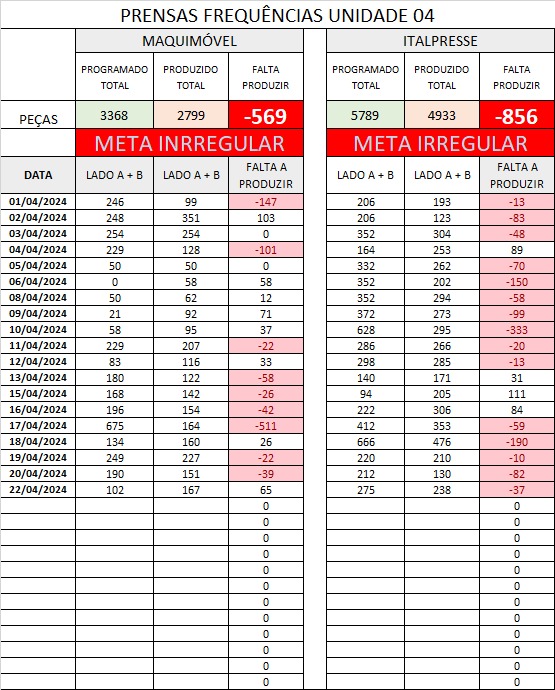 PRENSAS FREQUÊNCIAS UNIDADE 04
MAQUIMÓVEL ITALPRESSE
PROGRAMADO TOTAL PRODUZIDO TOTAL FALTA PRODUZIR PROGRAMADO TOTAL PRODUZIDO TOTAL FALTA PRODUZIR
PEÇAS 3368 2799 -569 5789 4933 -856
META INRREGULAR META IRREGULAR
DATA LADO A + B LADO A + B FALTA A PRODUZIR LADO A + B LADO A + B FALTA A PRODUZIR
01/04/2024 246 99 -147 206 193 -13
02/04/2024 248 351 103 206 123 -83
03/04/2024 254 254 0 352 304 -48
04/04/2024 229 128 -101 164 253 89
05/04/2024 50 50 0 332 262 -70
06/04/2024 0 58 58 352 202 -150
08/04/2024 50 62 12 352 294 -58
09/04/2024 21 92 71 372 273 -99
10/04/2024 58 95 37 628 295 -333
11/04/2024 229 207 -22 286 266 -20
12/04/2024 83 116 33 298 285 -13
13/04/2024 180 122 -58 140 171 31
15/04/2024 168 142 -26 94 205 111
16/04/2024 196 154 -42 222 306 84
17/04/2024 675 164 -511 412 353 -59
18/04/2024 134 160 26 666 476 -190
19/04/2024 249 227 -22 220 210 -10
20/04/2024 190 151 -39 212 130 -82
22/04/2024 102 167 65 275 238 -37
0 0
0 0
0 0
0 0
0 0
0 0
0 0
0 0
0 0
0 0
0 0
0 0